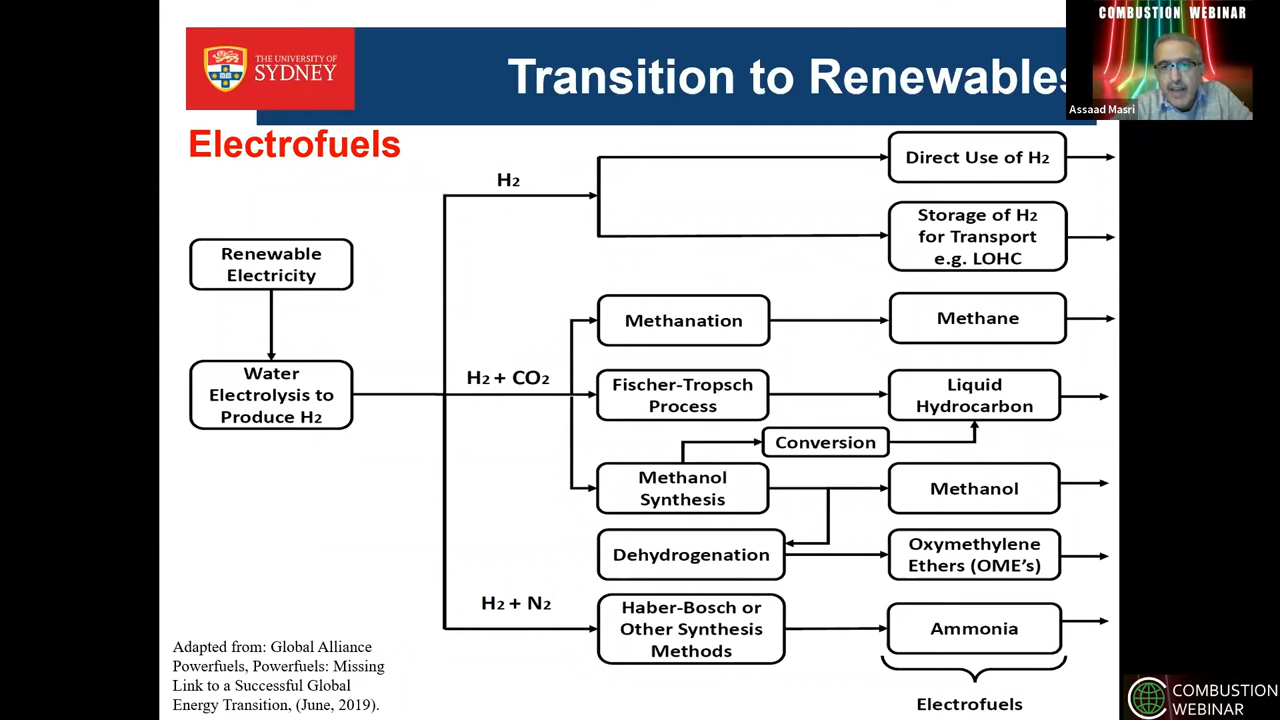 COMBUSTION WEBINAR
THE UNIVERSITY OF
SYDNEY
Transition to Renewables
Assaad Masri
Electrofuels
H2
Direct Use of H2
Storage of H2
for Transport
e.g. LOHC
Renewable
Electricity
Methanation
Methane
Water
Electrolysis to
Produce H2
H2 + CO2
Fischer-Tropsch
Process
Liquid
Hydrocarbon
Conversion
Methanol
Synthesis
Methanol
Dehydrogenation
Oxymethylene
Ethers (OME's)
H2 + N2
Haber-Bosch or
Other Synthesis
Methods
Ammonia
Electrofuels
Adapted from: Global Alliance
Powerfuels, Powerfuels: Missing
Link to a Successful Global
Energy Transition, (June, 2019).
COMBUSTION
WEBINAR